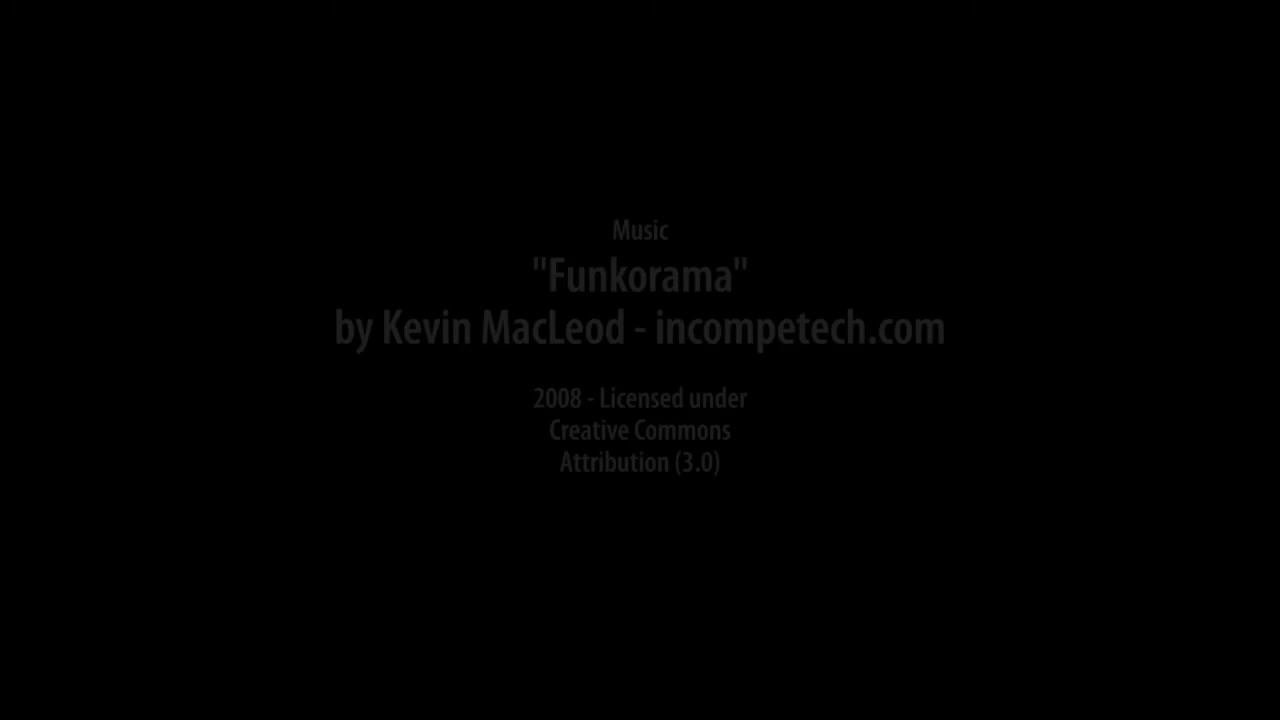 Music
"Funkorama"
by Kevin MacLeod - incompetech.com
2008 - Licensed under
Creative Commons
Attribution (3.0)